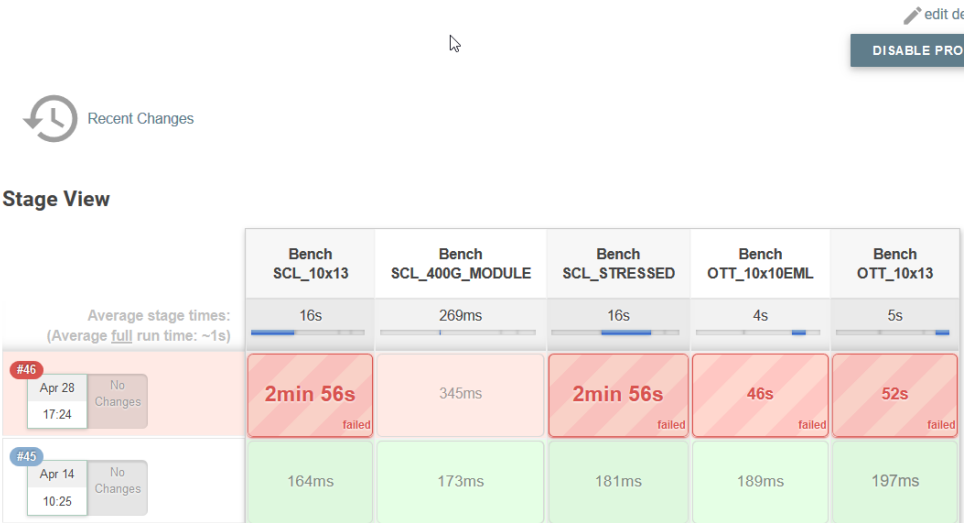 edit de
DISABLE PRO
Recent Changes
Stage View
Bench SCL_10x13
Bench SCL_400G_MODULE
Bench SCL_STRESSED
Bench OTT_10x10EML
Bench OTT_10x13
Average stage times:
(Average full run time: ~1s)
16s
269ms
16s
4s
5s
#46
Apr 28
17:24
No Changes
2min 56s
failed
345ms
2min 56s
failed
46s
failed
52s
failed
#45
Apr 14
10:25
No Changes
164ms
173ms
181ms
189ms
197ms